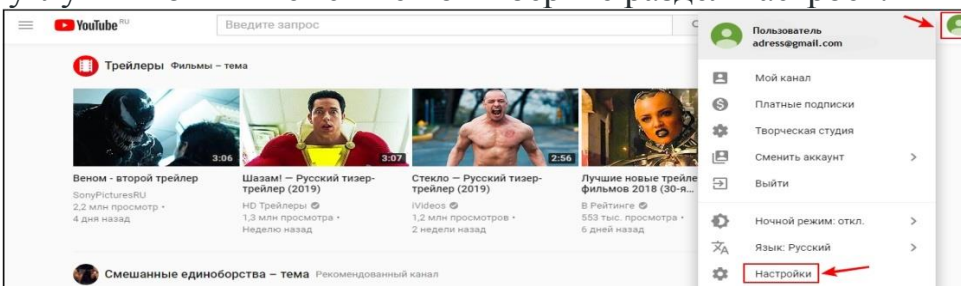 YouTube RU
Введите запрос
Пользователь
adress@gmail.com
Трейлеры Фильмы – тема
Мой канал
Платные подписки
Творческая студия
Сменить аккаунт
Выйти
Ночной режим: откл.
Язык: Русский
Настройки
3:06
3:07
2:56
Веном - второй трейлер
SonyPicturesRU
2,2 млн просмотр •
4 дня назад
Шазам! — Русский тизер-
трейлер (2019)
HD Трейлеры
1,3 млн просмотра •
Неделю назад
Стекло — Русский тизер-
трейлер (2019)
iVideos
1,2 млн просмотров •
2 недели назад
Лучшие новые трейле
фильмов 2018 (30-я...
В Рейтинге
553 тыс. просмотра •
6 дней назад
Смешанные единоборства – тема Рекомендованный канал